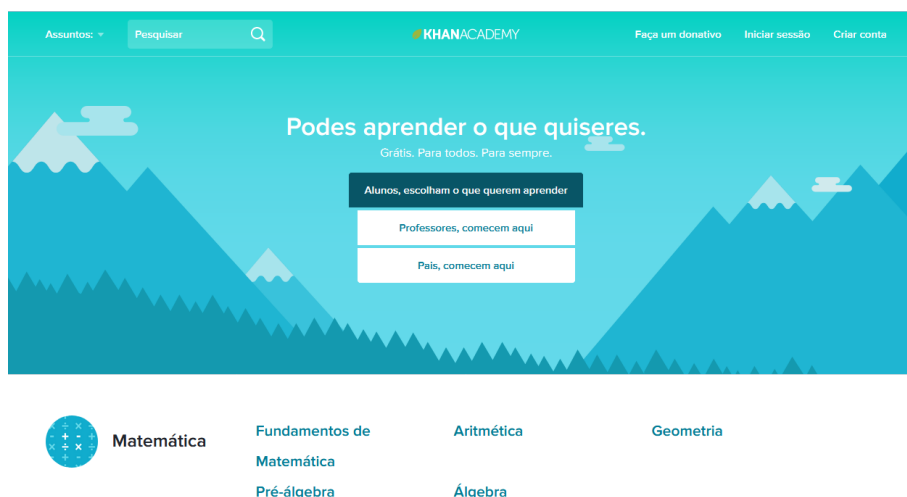 Assuntos: Pesquisar KHANACADEMY Faça um donativo Iniciar sessão Criar conta
Podes aprender o que quiseres.
Grátis. Para todos. Para sempre.
Alunos, escolham o que querem aprender
Professores, comecem aqui
Pais, comecem aqui
Matemática
Fundamentos de Matemática
Aritmética
Geometria
Pré-álgebra
Álgebra